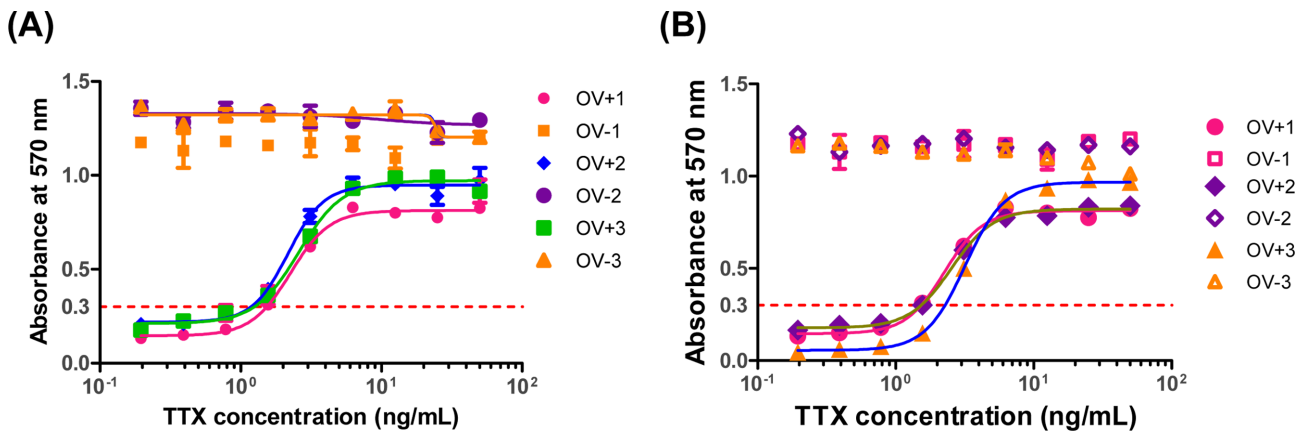 (A)
Absorbance at 570 nm
1.5
1.0
0.5
0.3
0.0
10-1
100
101
102
TTX concentration (ng/mL)
OV+1
OV-1
OV+2
OV-2
OV+3
OV-3
(B)
Absorbance at 570 nm
1.5
1.0
0.5
0.3
0.0
10-1
100
101
102
TTX concentration (ng/mL)
OV+1
OV-1
OV+2
OV-2
OV+3
OV-3